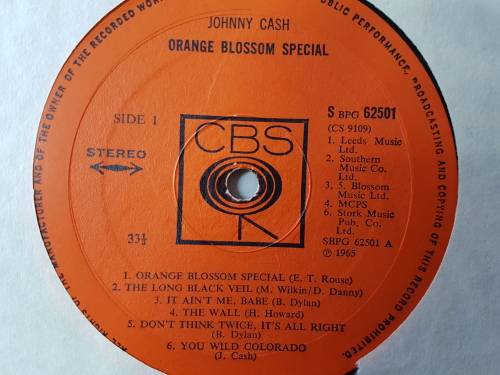 JOHNNY CASH
ORANGE BLOSSOM SPECIAL
SIDE 1
STEREO
33⅓
CBS
S BPG 62501
(CS 9109)
1. Leeds Music
Ltd.
2. Southern
Music Co.
Ltd.
3, 5. Blossom
Music Ltd.
4. MCPS
6. Stork Music
Pub. Co.
Ltd.
SBPG 62501 A
℗ 1965
1. ORANGE BLOSSOM SPECIAL (E. T. Rouse)
2. THE LONG BLACK VEIL (M. Wilkin/D. Danny)
3. IT AIN'T ME, BABE (B. Dylan)
4. THE WALL (H. Howard)
5. DON'T THINK TWICE, IT'S ALL RIGHT
(B. Dylan)
6. YOU WILD COLORADO
(J. Cash)
ALL RIGHTS OF THE MANUFACTURER AND OF THE OWNER OF THE RECORDED WORK
PUBLIC PERFORMANCE, BROADCASTING AND COPYING OF THIS RECORD PROHIBITED.